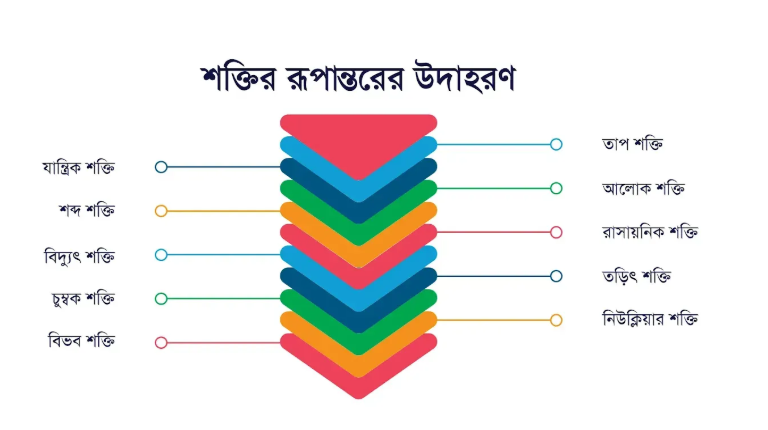 শক্তির রূপান্তরের উদাহরণ
যান্ত্রিক শক্তি
শব্দ শক্তি
বিদ্যুৎ শক্তি
চুম্বক শক্তি
বিভব শক্তি
তাপ শক্তি
আলোক শক্তি
রাসায়নিক শক্তি
তড়িৎ শক্তি
নিউক্লিয়ার শক্তি